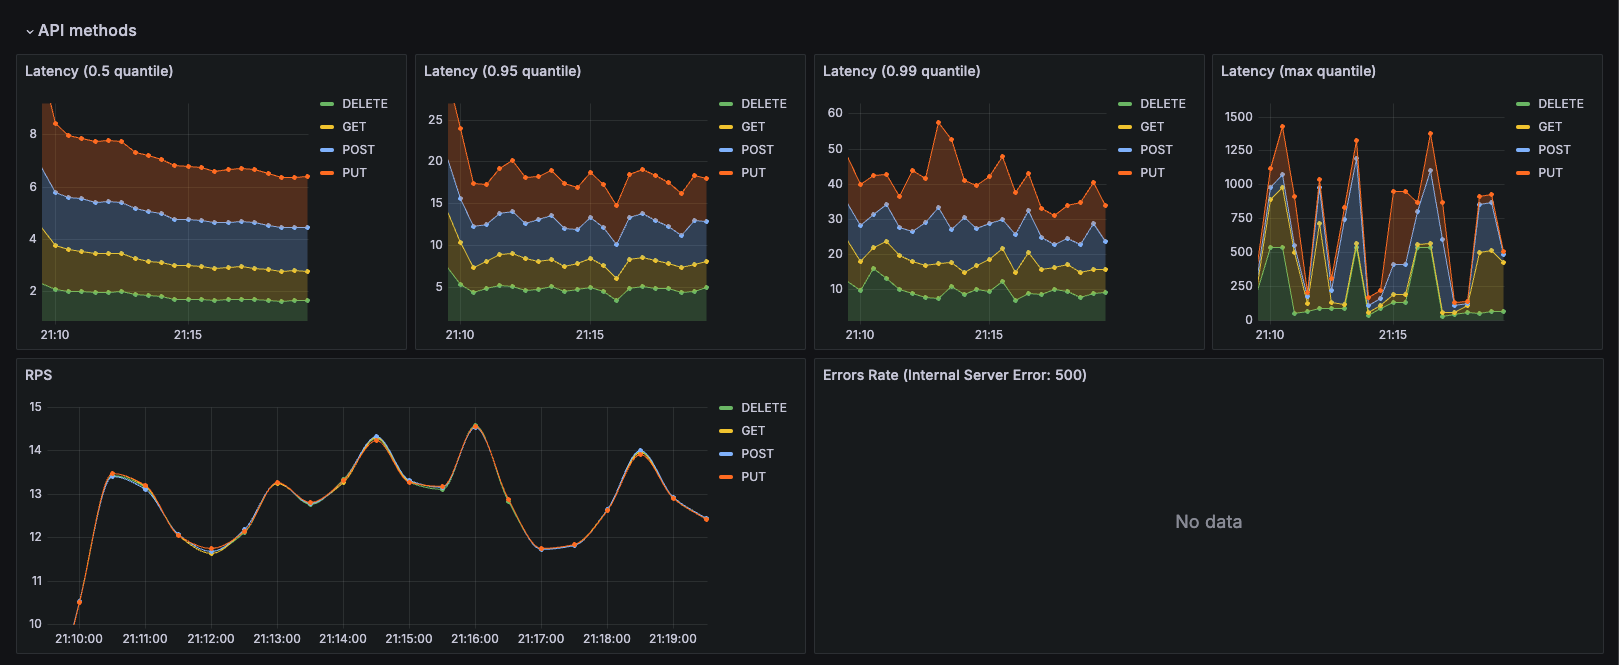 API methods
Latency (0.5 quantile)
8
6
4
2
21:10 21:15
DELETE
GET
POST
PUT
Latency (0.95 quantile)
25
20
15
10
5
21:10 21:15
DELETE
GET
POST
PUT
Latency (0.99 quantile)
60
50
40
30
20
10
21:10 21:15
DELETE
GET
POST
PUT
Latency (max quantile)
1500
1250
1000
750
500
250
0
21:10 21:15
DELETE
GET
POST
PUT
RPS
15
14
13
12
11
10
21:10:00 21:11:00 21:12:00 21:13:00 21:14:00 21:15:00 21:16:00 21:17:00 21:18:00 21:19:00
DELETE
GET
POST
PUT
Errors Rate (Internal Server Error: 500)
No data